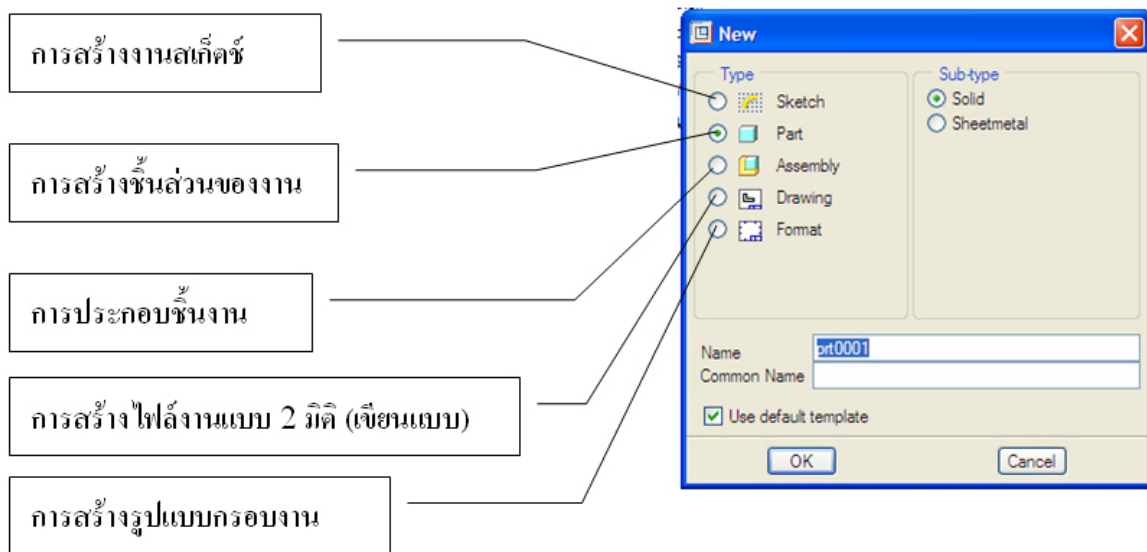 การสร้างงานสเก็ตช์
การสร้างชิ้นส่วนของงาน
การประกอบชิ้นงาน
การสร้างไฟล์งานแบบ 2 มิติ (เขียนแบบ)
การสร้างรูปแบบกรอบงาน
New
Type
Sketch
Part
Assembly
Drawing
Format
Sub-type
Solid
Sheetmetal
Name
prt0001
Common Name
Use default template
OK
Cancel